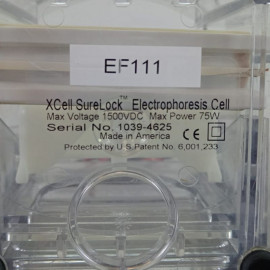 EF111
XCell SureLock™ Electrophoresis Cell
Max Voltage 1500VDC Max Power 75W
Serial No. 1039-4625
Made in America CE
Protected by U S Patent No. 6,001,233